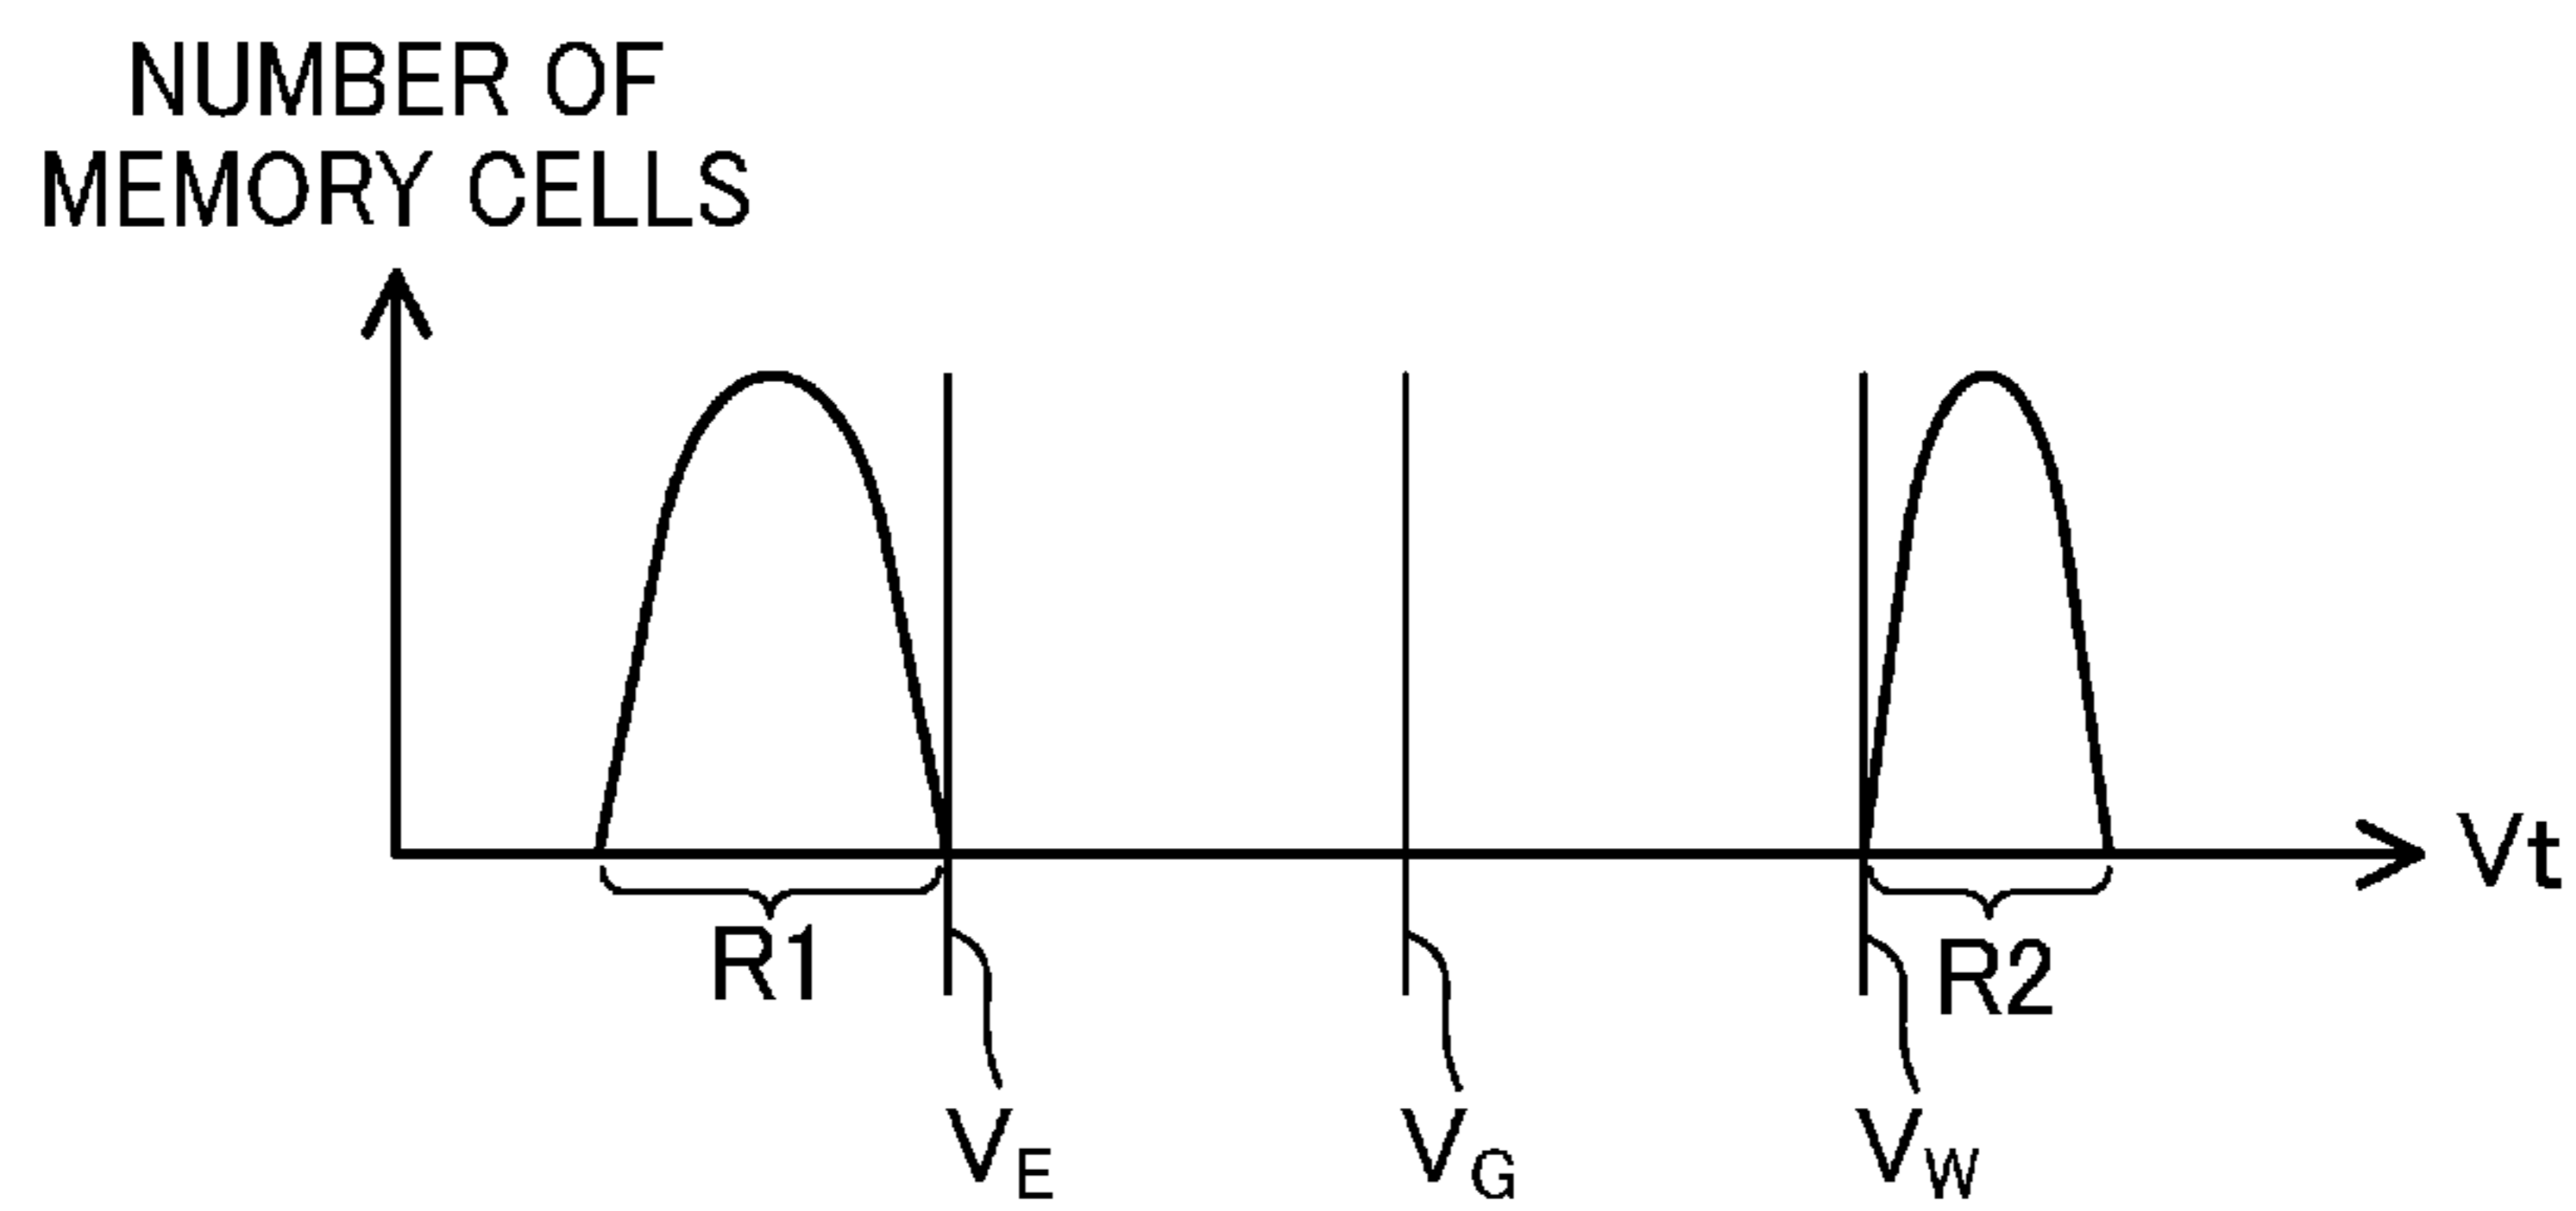 NUMBER OF
MEMORY CELLS
Vt
R1
R2
VE
VG
VW